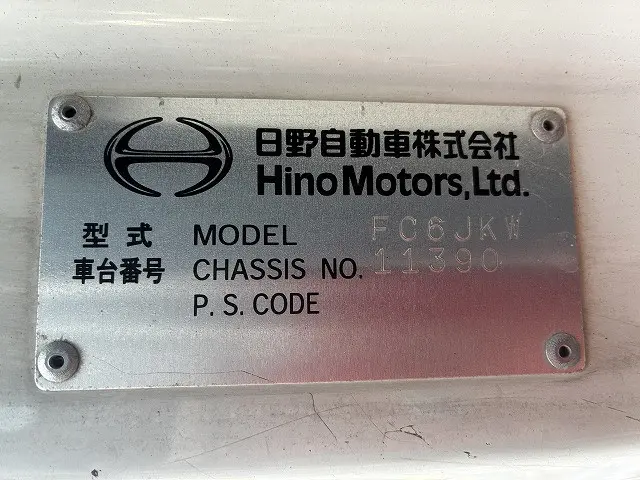 日野自動車株式会社
Hino Motors, Ltd.
型式 MODEL FC6JKW
車台番号 CHASSIS NO. 11390
P.S.CODE